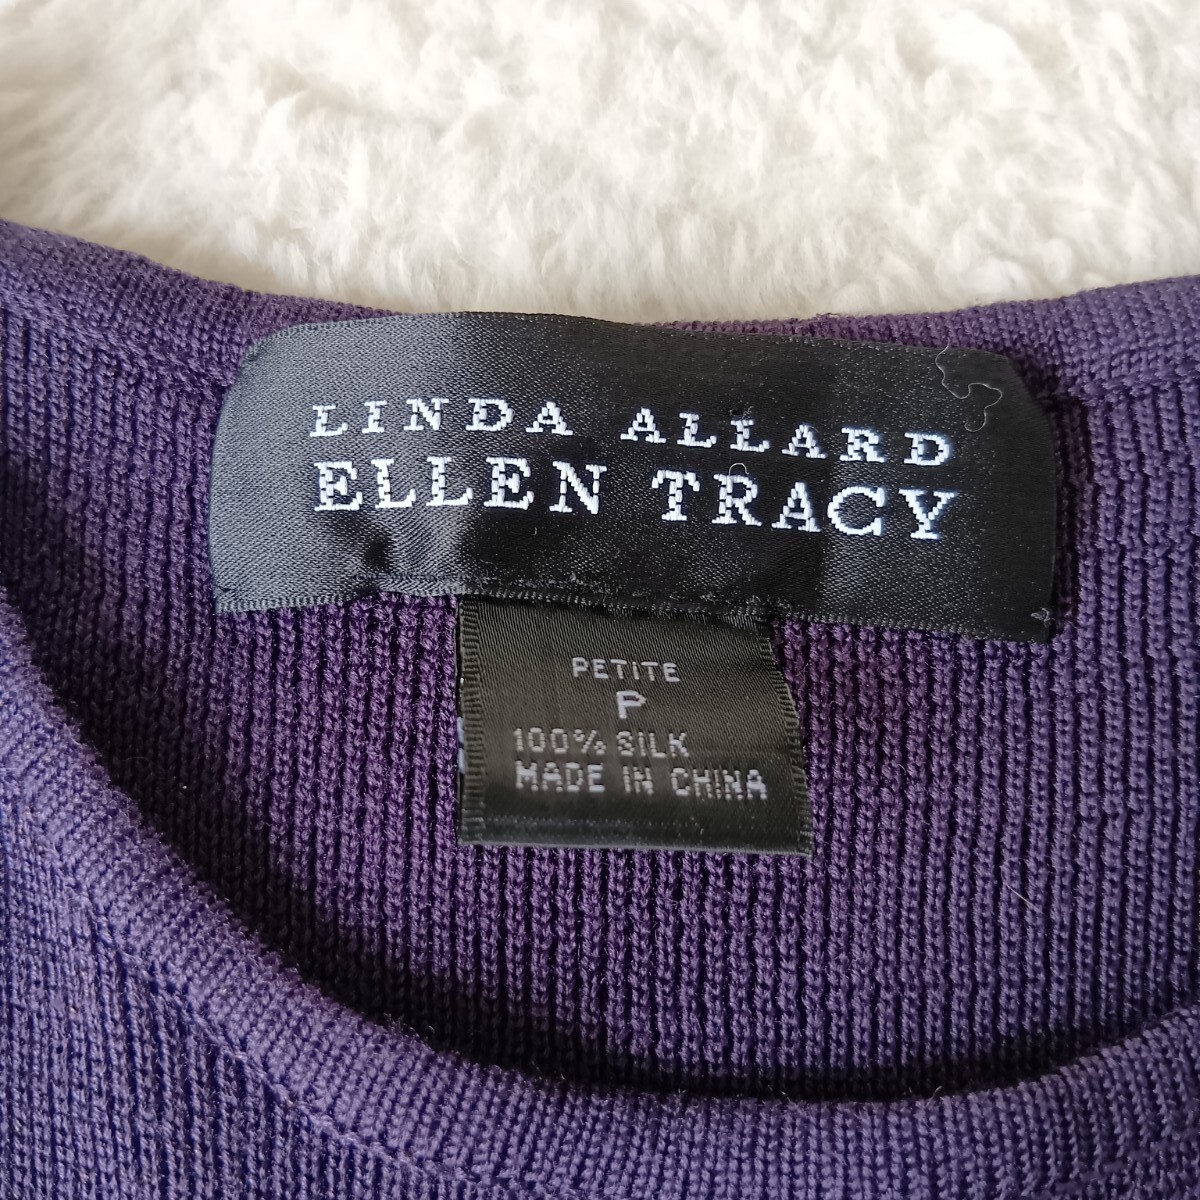 LINDA ALLARD
ELLEN TRACY
PETITE
P
100% SILK
MADE IN CHINA